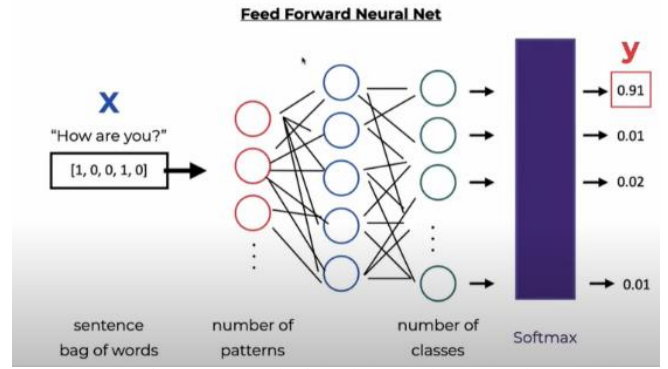 Feed Forward Neural Net
X
"How are you?"
[1, 0, 0, 1, 0]
y
0.91
0.01
0.02
0.01
sentence
bag of words
number of
patterns
number of
classes
Softmax